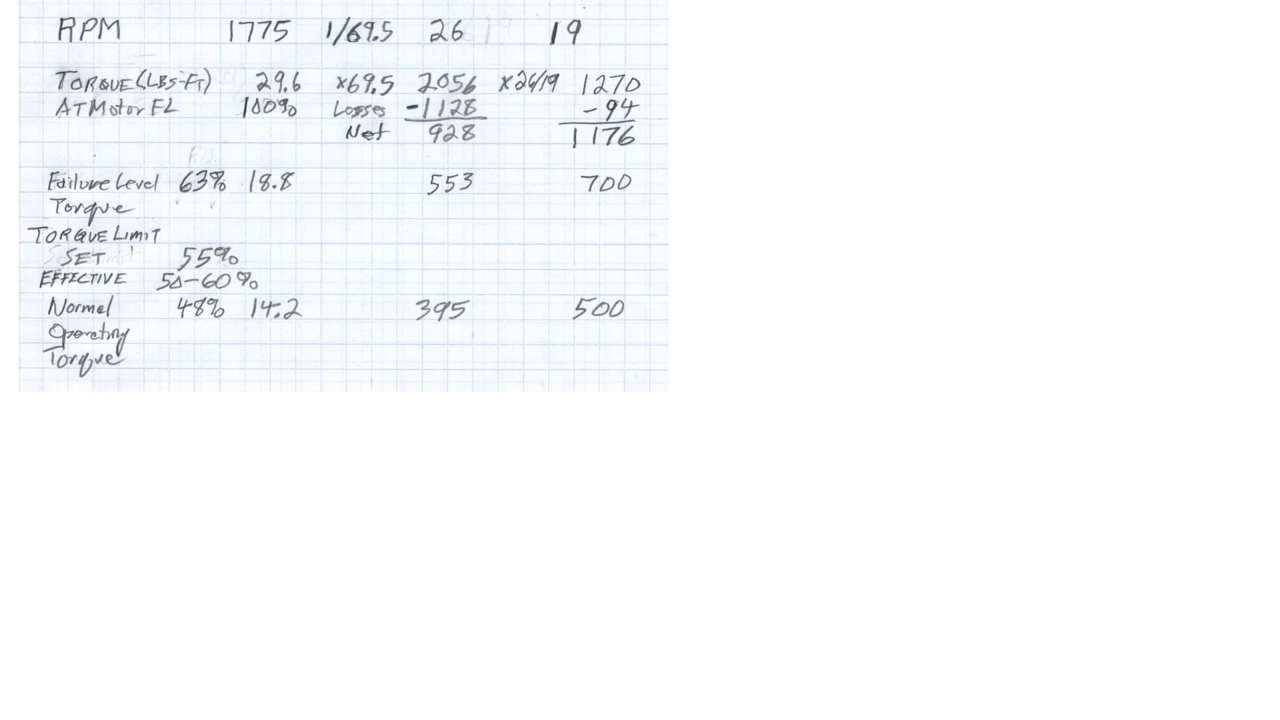 RPM 1775 1/69.5 26 19
TORQUE (LBS-FT) 29.6 x69.5 2056 x26/19 1270
AT Motor FL 100% Losses -1128 -94
Net 928 1176
Failure Level 63% 18.8 553 700
Torque
TORQUE LIMIT
SET 55%
EFFECTIVE 50-60%
Normal 48% 14.2 395 500
Operating
Torque